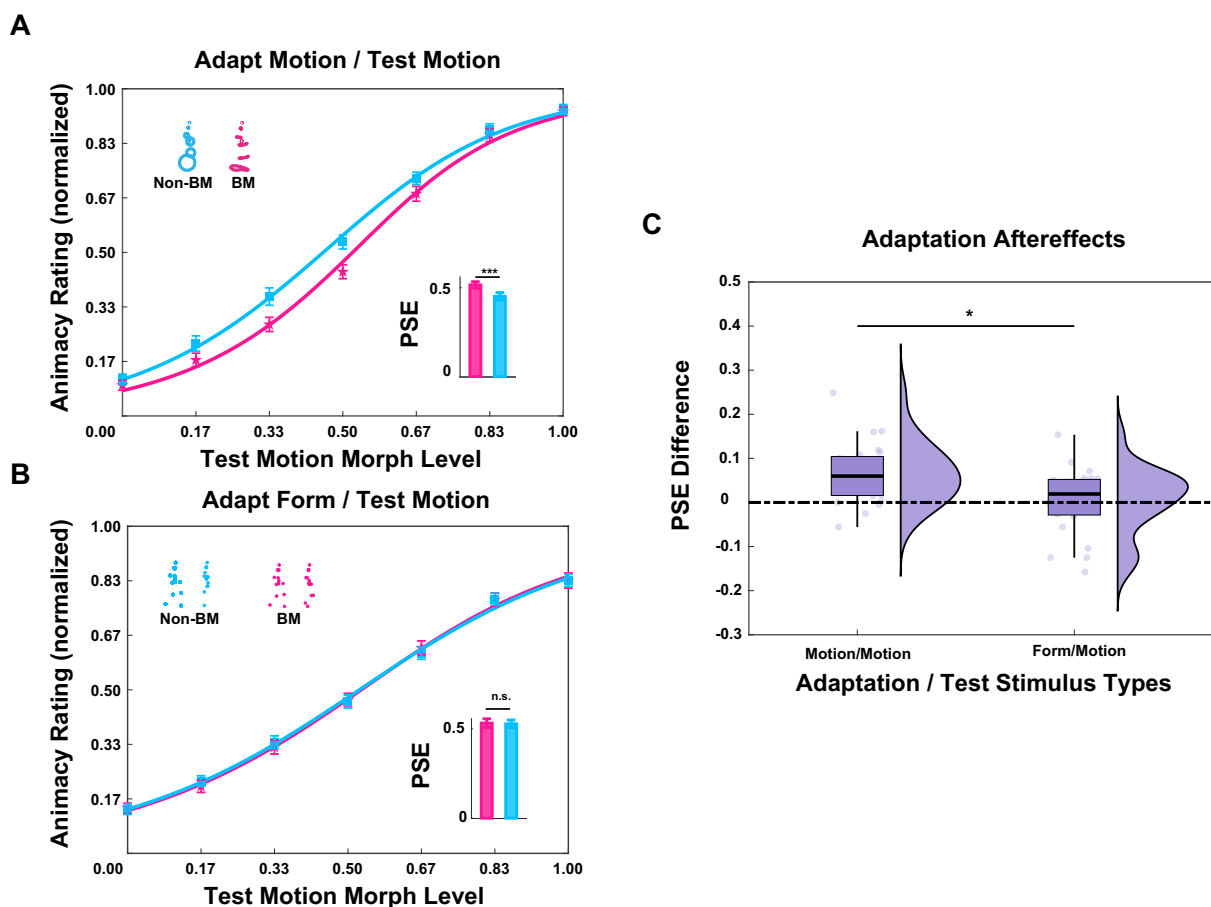 A
Adapt Motion / Test Motion
Animacy Rating (normalized)
1.00
0.83
0.67
0.50
0.33
0.17
0.00
Non-BM
BM
PSE
0.5
0
***
0.17
0.33
0.50
0.67
0.83
1.00
Test Motion Morph Level
B
Adapt Form / Test Motion
Animacy Rating (normalized)
1.00
0.83
0.67
0.50
0.33
0.17
0.00
Non-BM
BM
PSE
0.5
0
n.s.
0.17
0.33
0.50
0.67
0.83
1.00
Test Motion Morph Level
C
Adaptation Aftereffects
PSE Difference
0.5
0.4
0.3
0.2
0.1
0
-0.1
-0.2
-0.3
*
Motion/Motion
Form/Motion
Adaptation / Test Stimulus Types